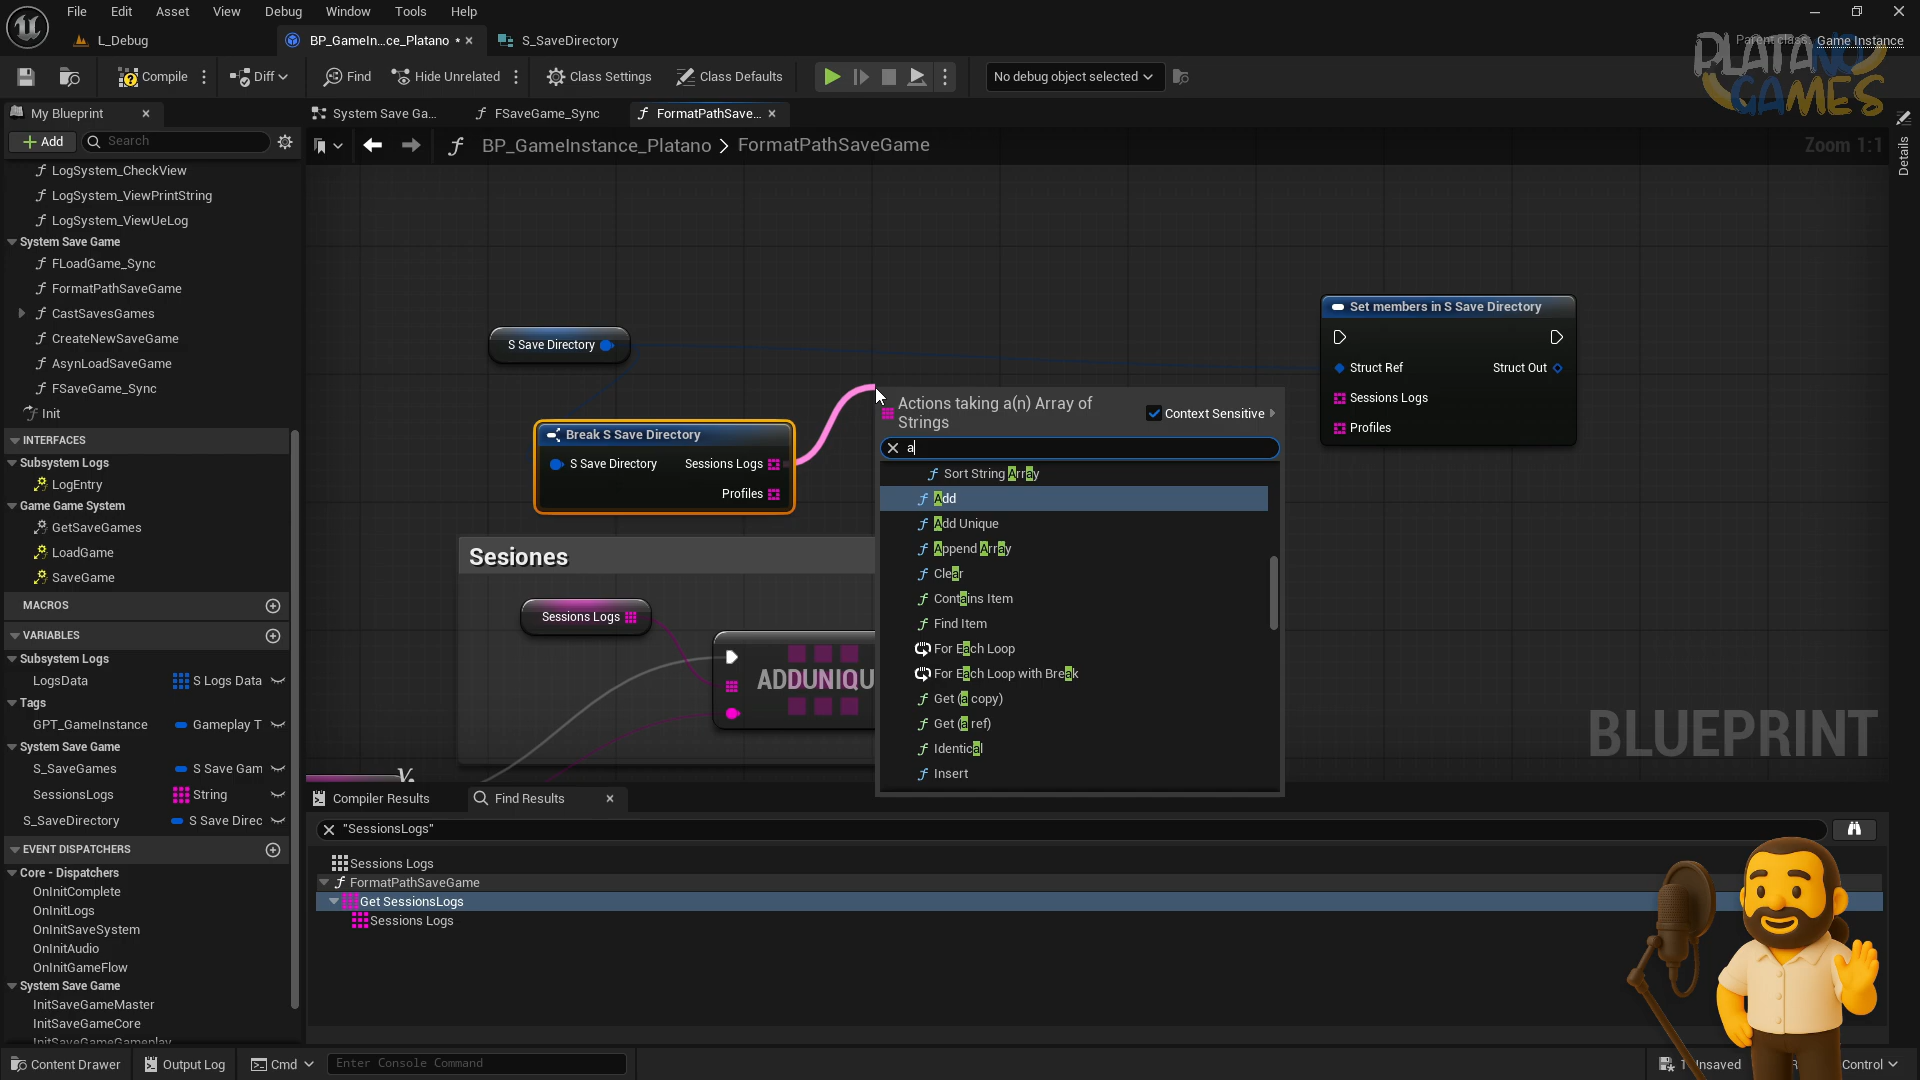 File Edit Asset View Debug Window Tools Help
L_Debug
BP_GameIn...ce_Platano •
S_SaveDirectory
Parent class: Game Instance
PLATANO
GAMES
Compile
Diff
Find
Hide Unrelated
Class Settings
Class Defaults
No debug object selected
My Blueprint
System Save Ga...
FSaveGame_Sync
FormatPathSave...
Details
Add
Search
BP_GameInstance_Platano > FormatPathSaveGame
Zoom 1:1
LogSystem_CheckView
LogSystem_ViewPrintString
LogSystem_ViewUeLog
System Save Game
FLoadGame_Sync
FormatPathSaveGame
CastSavesGames
CreateNewSaveGame
AsynLoadSaveGame
FSaveGame_Sync
Init
INTERFACES
Subsystem Logs
LogEntry
Game Game System
GetSaveGames
LoadGame
SaveGame
MACROS
VARIABLES
Subsystem Logs
LogsData S Logs Data
Tags
GPT_GameInstance Gameplay T
System Save Game
S_SaveGames S Save Gam
SessionsLogs String
S_SaveDirectory S Save Direc
EVENT DISPATCHERS
Core - Dispatchers
OnInitComplete
OnInitLogs
OnInitSaveSystem
OnInitAudio
OnInitGameFlow
System Save Game
InitSaveGameMaster
InitSaveGameCore
InitSaveGameGameplay
S Save Directory
Break S Save Directory
S Save Directory Sessions Logs
Profiles
Sesiones
Sessions Logs
ADDUNIQU
V.
Actions taking a(n) Array of
Strings
Context Sensitive
a
Sort String Array
Add
Add Unique
Append Array
Clear
Contains Item
Find Item
For Each Loop
For Each Loop with Break
Get (a copy)
Get (a ref)
Identical
Insert
Set members in S Save Directory
Struct Ref Struct Out
Sessions Logs
Profiles
BLUEPRINT
Compiler Results
Find Results
"SessionsLogs"
Sessions Logs
FormatPathSaveGame
Get SessionsLogs
Sessions Logs
Content Drawer
Output Log
Cmd
Enter Console Command
Control